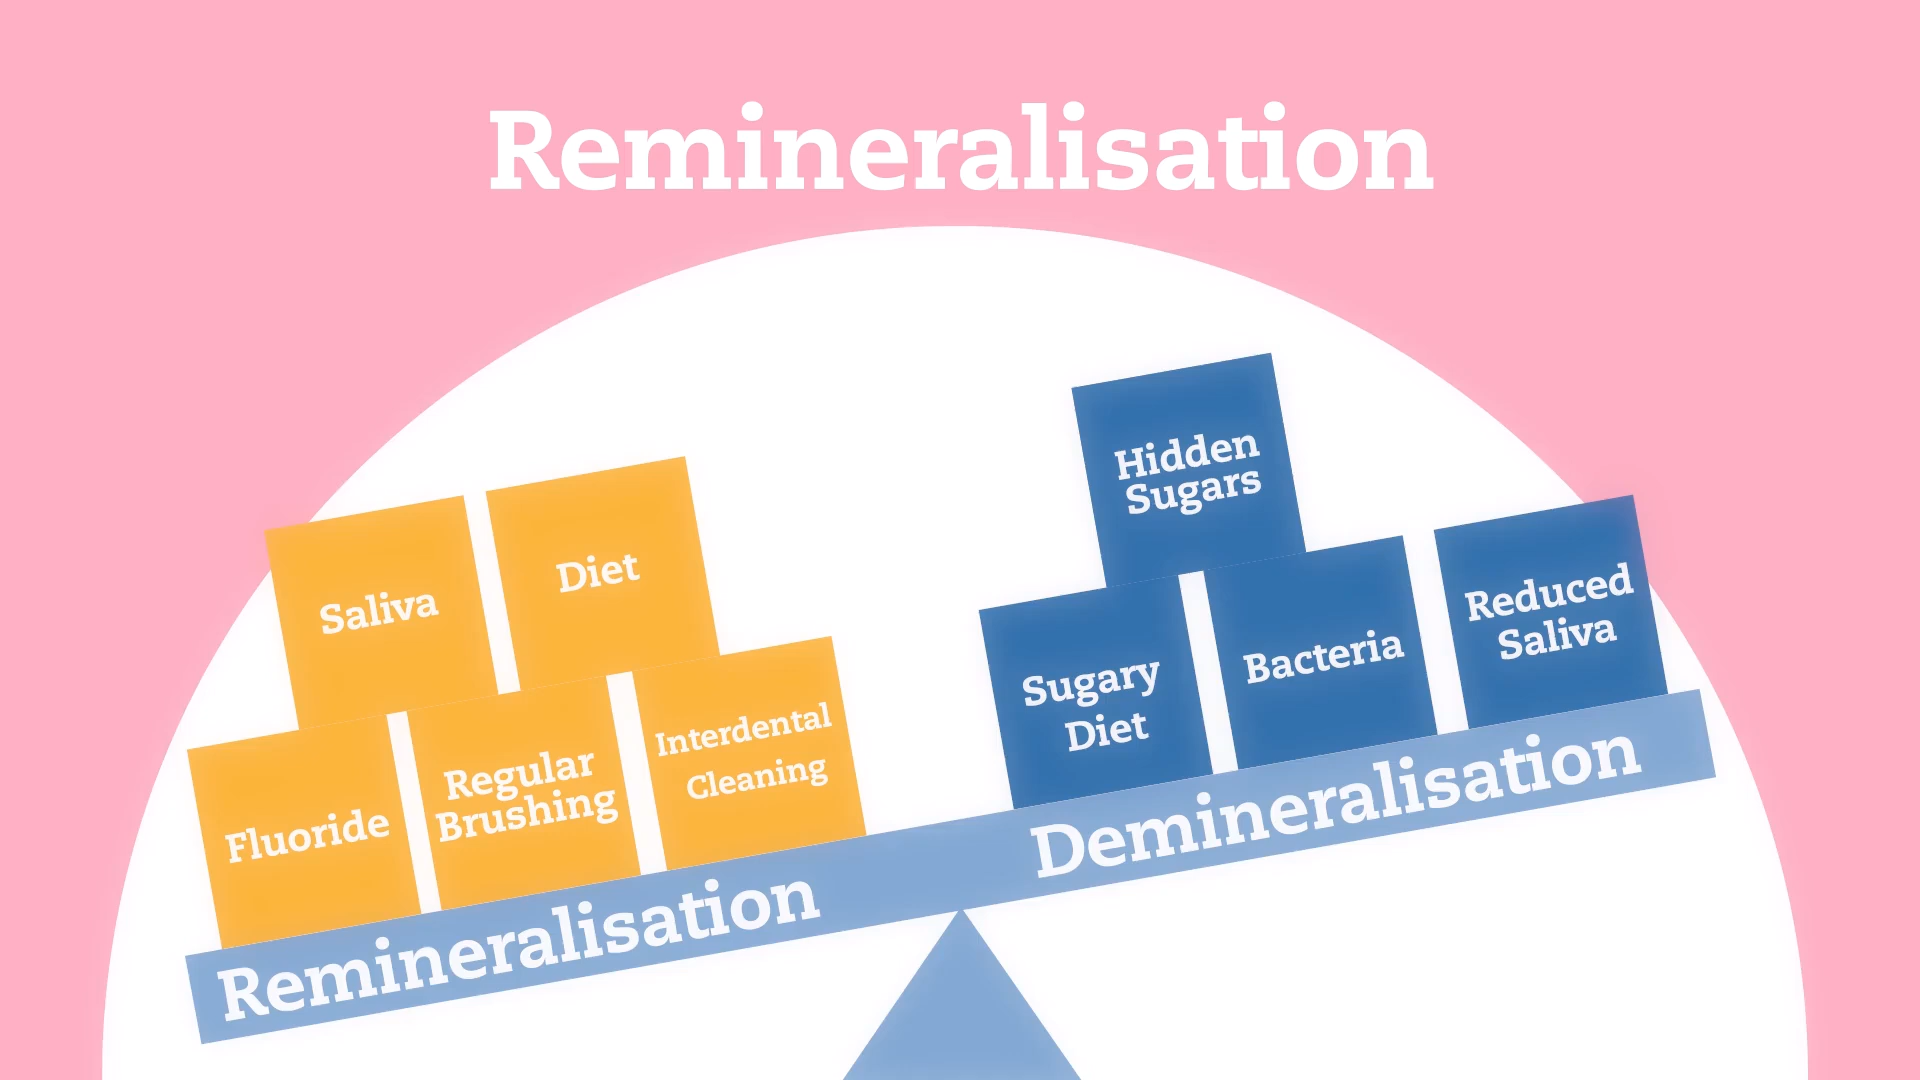 Remineralisation
Saliva
Diet
Fluoride
Regular
Brushing
Interdental
Cleaning
Remineralisation
Hidden
Sugars
Sugary
Diet
Bacteria
Reduced
Saliva
Demineralisation